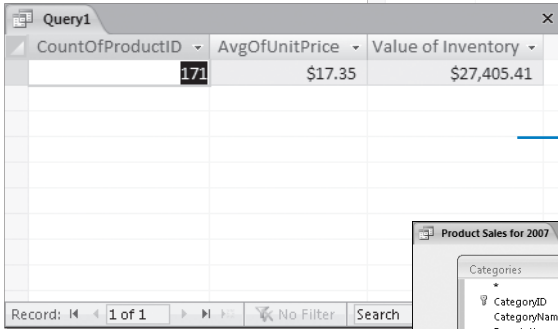 Query1
CountOfProductID AvgOfUnitPrice Value of Inventory
171 $17.35 $27,405.41
Product Sales for 2007
Categories
*
CategoryID
CategoryNam
Record: 1 of 1 No Filter Search